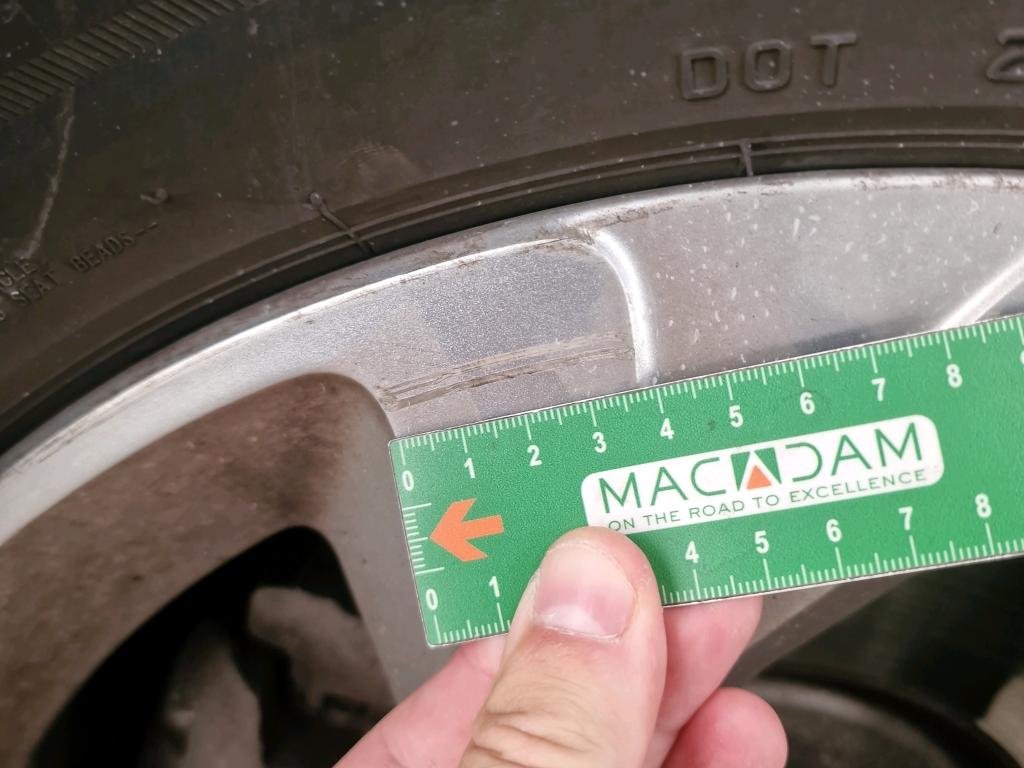 DOT 2
SEAT BEADS--
0 1 2 3 4 5 6 7 8
MACADAM
ON THE ROAD TO EXCELLENCE
0 1 4 5 6 7 8